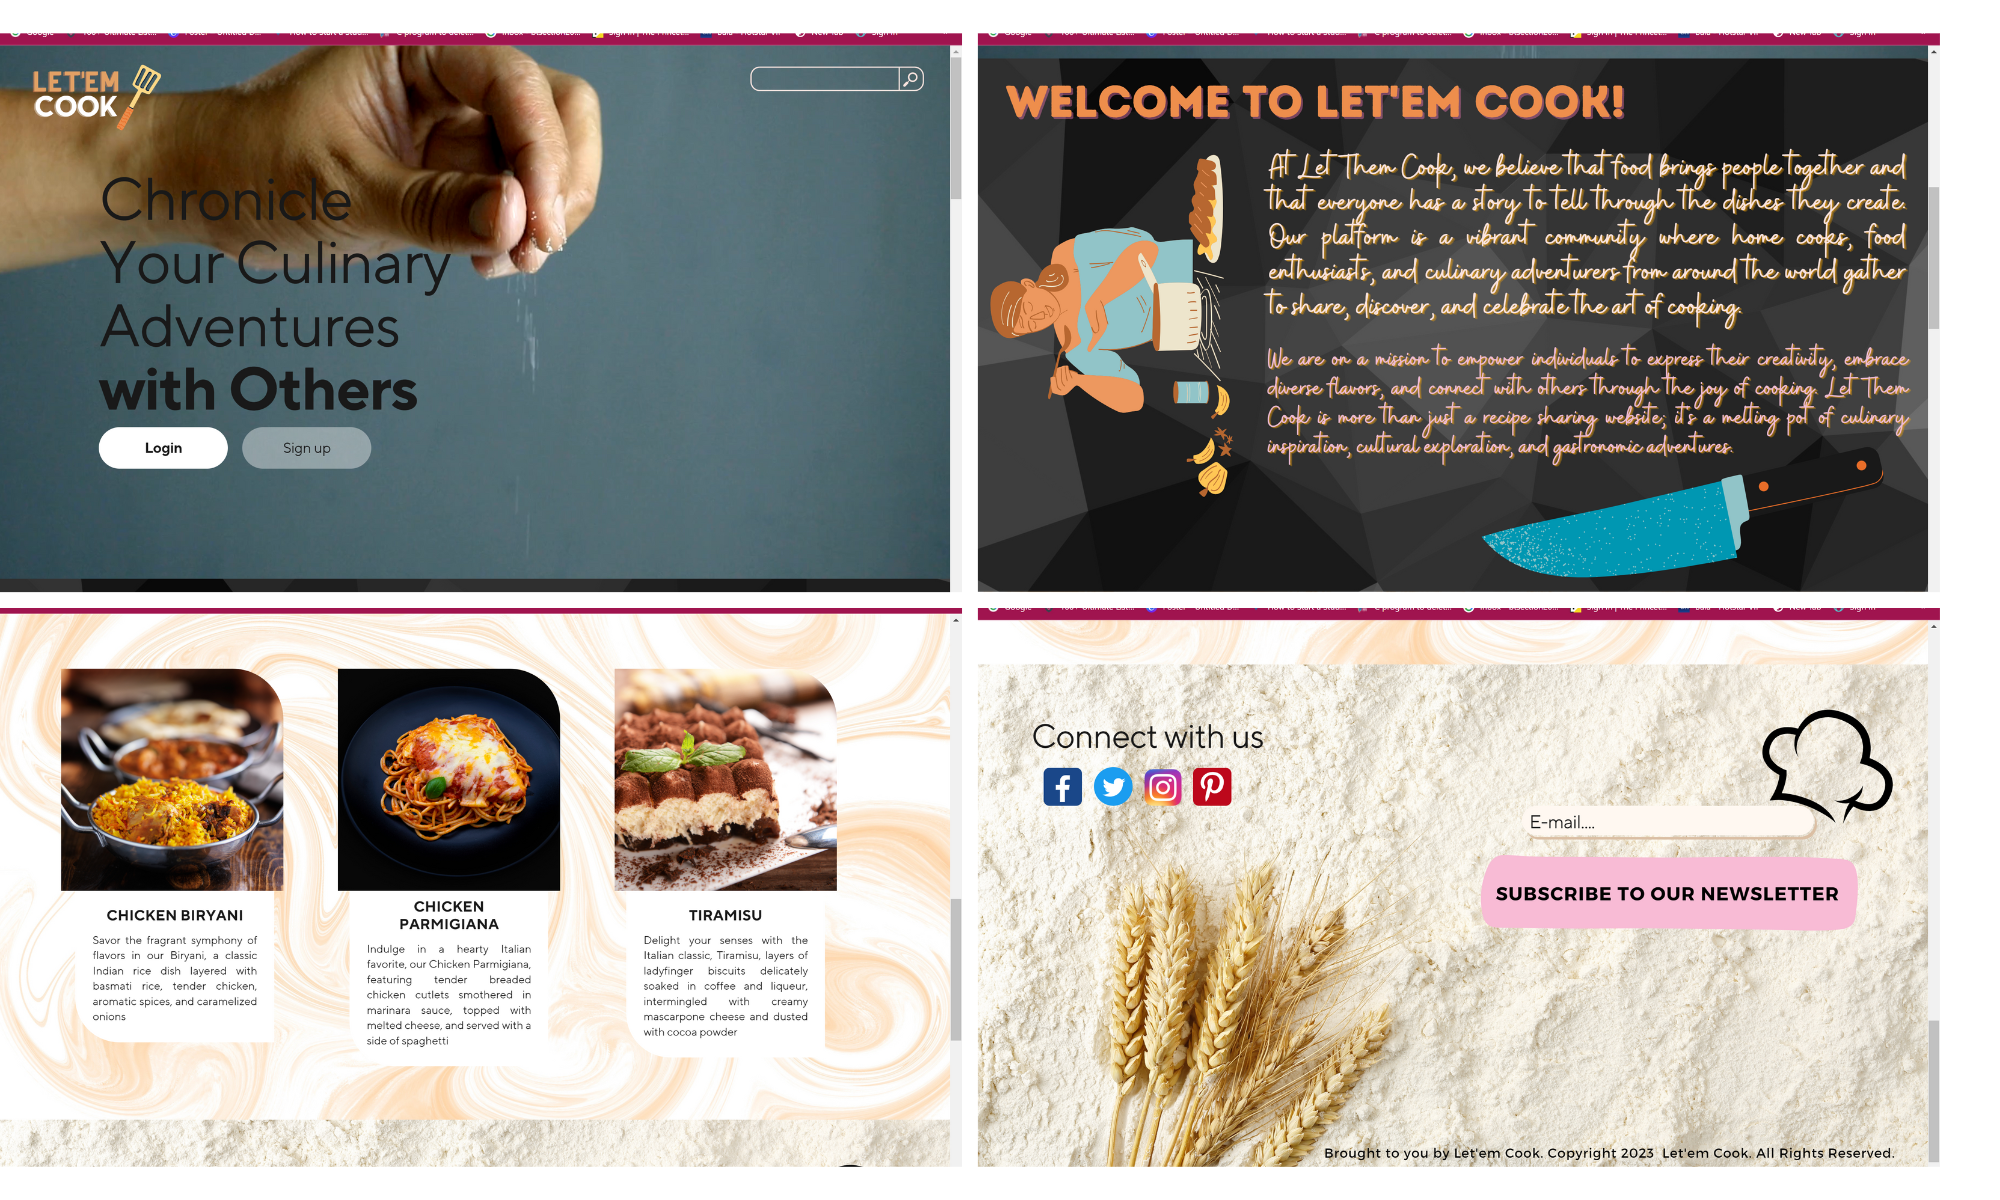 LET'EM
COOK
Chronicle
Your Culinary
Adventures
with Others
Login
Sign up
WELCOME TO LET'EM COOK!
At Let Them Cook, we believe that food brings people together and
that everyone has a story to tell through the dishes they create.
Our platform is a vibrant community where home cooks, food
enthusiasts, and culinary adventurers from around the world gather
to share, discover, and celebrate the art of cooking.
We are on a mission to empower individuals to express their creativity, embrace
diverse flavors, and connect with others through the joy of cooking. Let Them
Cook is more than just a recipe sharing website; it's a melting pot of culinary
inspiration, cultural exploration, and gastronomic adventures.
CHICKEN BIRYANI
Savor the fragrant symphony of
flavors in our Biryani, a classic
Indian rice dish layered with
basmati rice, tender chicken,
aromatic spices, and caramelized
onions
CHICKEN
PARMIGIANA
Indulge in a hearty Italian
favorite, our Chicken Parmigiana,
featuring tender breaded
chicken cutlets smothered in
marinara sauce, topped with
melted cheese, and served with a
side of spaghetti
TIRAMISU
Delight your senses with the
Italian classic, Tiramisu, layers of
ladyfinger biscuits delicately
soaked in coffee and liqueur,
intermingled with creamy
mascarpone cheese and dusted
with cocoa powder
Connect with us
E-mail....
SUBSCRIBE TO OUR NEWSLETTER
Brought to you by Let'em Cook. Copyright 2023 Let'em Cook. All Rights Reserved.